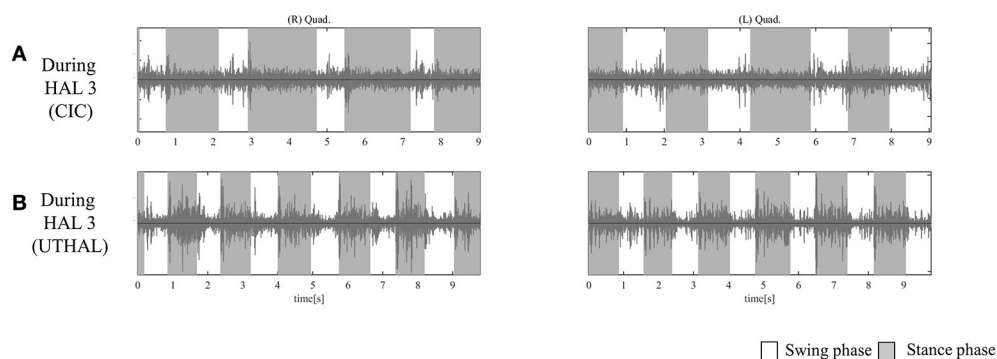 (R) Quad.
(L) Quad.
A
During
HAL 3
(CIC)
0 1 2 3 4 5 6 7 8 9
0 1 2 3 4 5 6 7 8 9
B
During
HAL 3
(UTHAL)
0 1 2 3 4 5 6 7 8 9
time[s]
0 1 2 3 4 5 6 7 8 9
time[s]
Swing phase
Stance phase